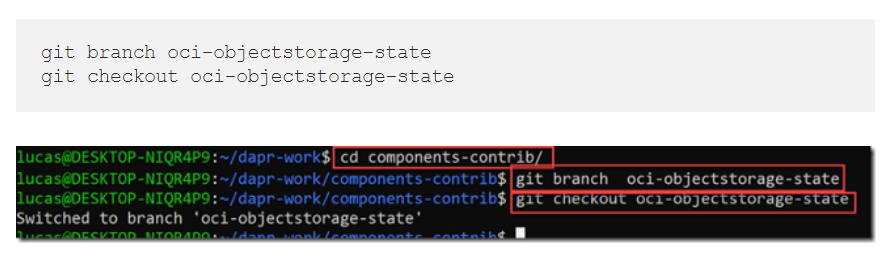 git branch oci-objectstorage-state
git checkout oci-objectstorage-state
lucas@DESKTOP-NIQR4P9:~/dapr-work$ cd components-contrib/
lucas@DESKTOP-NIQR4P9:~/dapr-work/components-contrib$ git branch  oci-objectstorage-state
lucas@DESKTOP-NIQR4P9:~/dapr-work/components-contrib$ git checkout oci-objectstorage-state
Switched to branch 'oci-objectstorage-state'
lucas@DESKTOP-NIQR4P9:~/dapr-work/components-contrib$